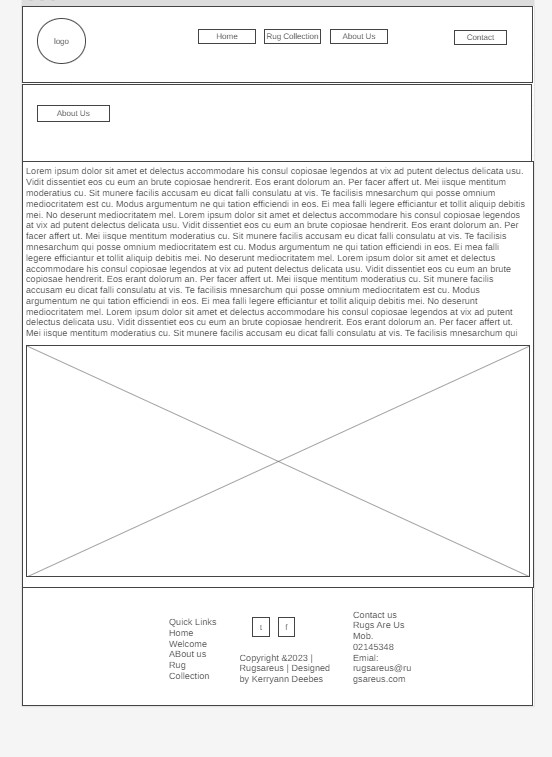 logo
Home
Rug Collection
About Us
Contact
About Us
Lorem ipsum dolor sit amet et delectus accommodare his consul copiosae legendos at vix ad putent delectus delicata usu.
Vidit dissentiet eos cu eum an brute copiosae hendrerit. Eos erant dolorum an. Per facer affert ut. Mei iisque mentitum
moderatius cu. Sit munere facilis accusam eu dicat falli consulatu at vis. Te facilisis mnesarchum qui posse omnium
mediocritatem est cu. Modus argumentum ne qui tation efficiendi in eos. Ei mea falli legere efficiantur et tollit aliquip debitis
mei. No deserunt mediocritatem mel. Lorem ipsum dolor sit amet et delectus accommodare his consul copiosae legendos
at vix ad putent delectus delicata usu. Vidit dissentiet eos cu eum an brute copiosae hendrerit. Eos erant dolorum an. Per
facer affert ut. Mei iisque mentitum moderatius cu. Sit munere facilis accusam eu dicat falli consulatu at vis. Te facilisis
mnesarchum qui posse omnium mediocritatem est cu. Modus argumentum ne qui tation efficiendi in eos. Ei mea falli
legere efficiantur et tollit aliquip debitis mei. No deserunt mediocritatem mel. Lorem ipsum dolor sit amet et delectus
accommodare his consul copiosae legendos at vix ad putent delectus delicata usu. Vidit dissentiet eos cu eum an brute
copiosae hendrerit. Eos erant dolorum an. Per facer affert ut. Mei iisque mentitum moderatius cu. Sit munere facilis
accusam eu dicat falli consulatu at vis. Te facilisis mnesarchum qui posse omnium mediocritatem est cu. Modus
argumentum ne qui tation efficiendi in eos. Ei mea falli legere efficiantur et tollit aliquip debitis mei. No deserunt
mediocritatem mel. Lorem ipsum dolor sit amet et delectus accommodare his consul copiosae legendos at vix ad putent
delectus delicata usu. Vidit dissentiet eos cu eum an brute copiosae hendrerit. Eos erant dolorum an. Per facer affert ut.
Mei iisque mentitum moderatius cu. Sit munere facilis accusam eu dicat falli consulatu at vis. Te facilisis mnesarchum qui
Quick Links
Home
Welcome
ABout us
Rug
Collection
t
f
Copyright &2023 |
Rugsareus | Designed
by Kerryann Deebes
Contact us
Rugs Are Us
Mob.
02145348
Emial:
rugsareus@ru
gsareus.com